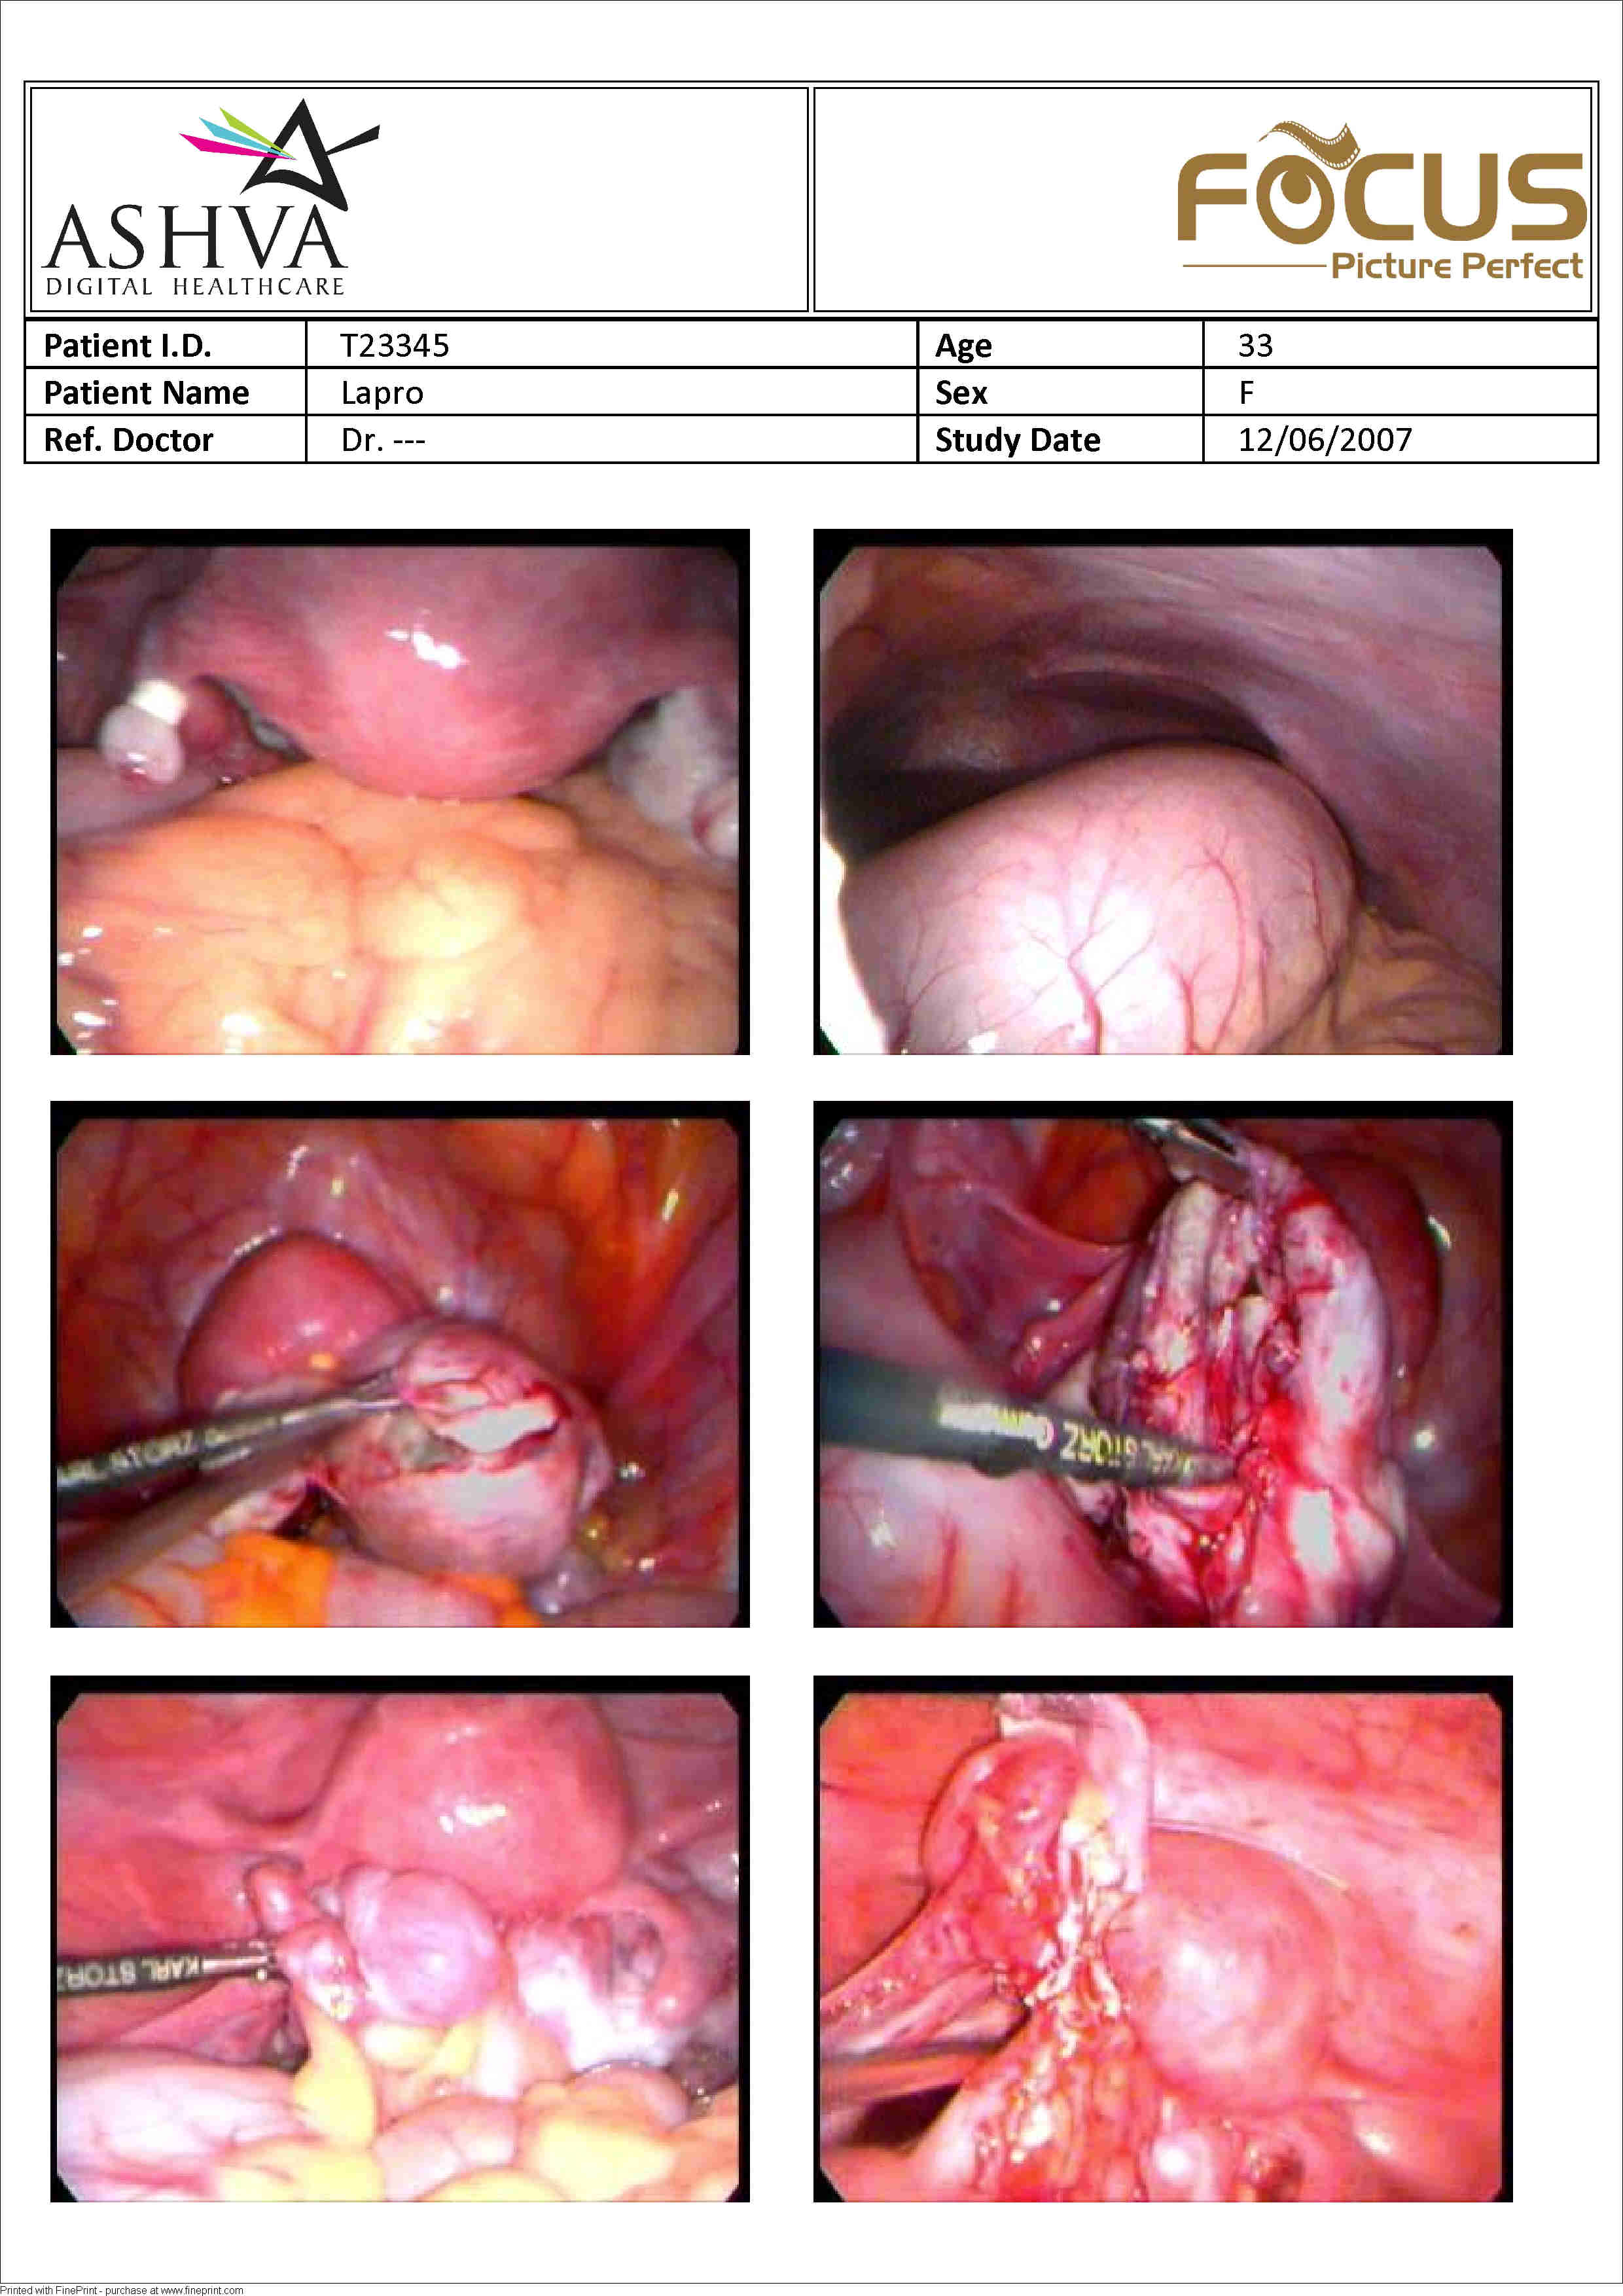 ASHVA
DIGITAL HEALTHCARE
FOCUS
Picture Perfect
Patient I.D. T23345 Age 33
Patient Name Lapro Sex F
Ref. Doctor Dr. --- Study Date 12/06/2007
KARL STORZ
KARL STORZ
KARL STORZ
Printed with FinePrint - purchase at www.fineprint.com